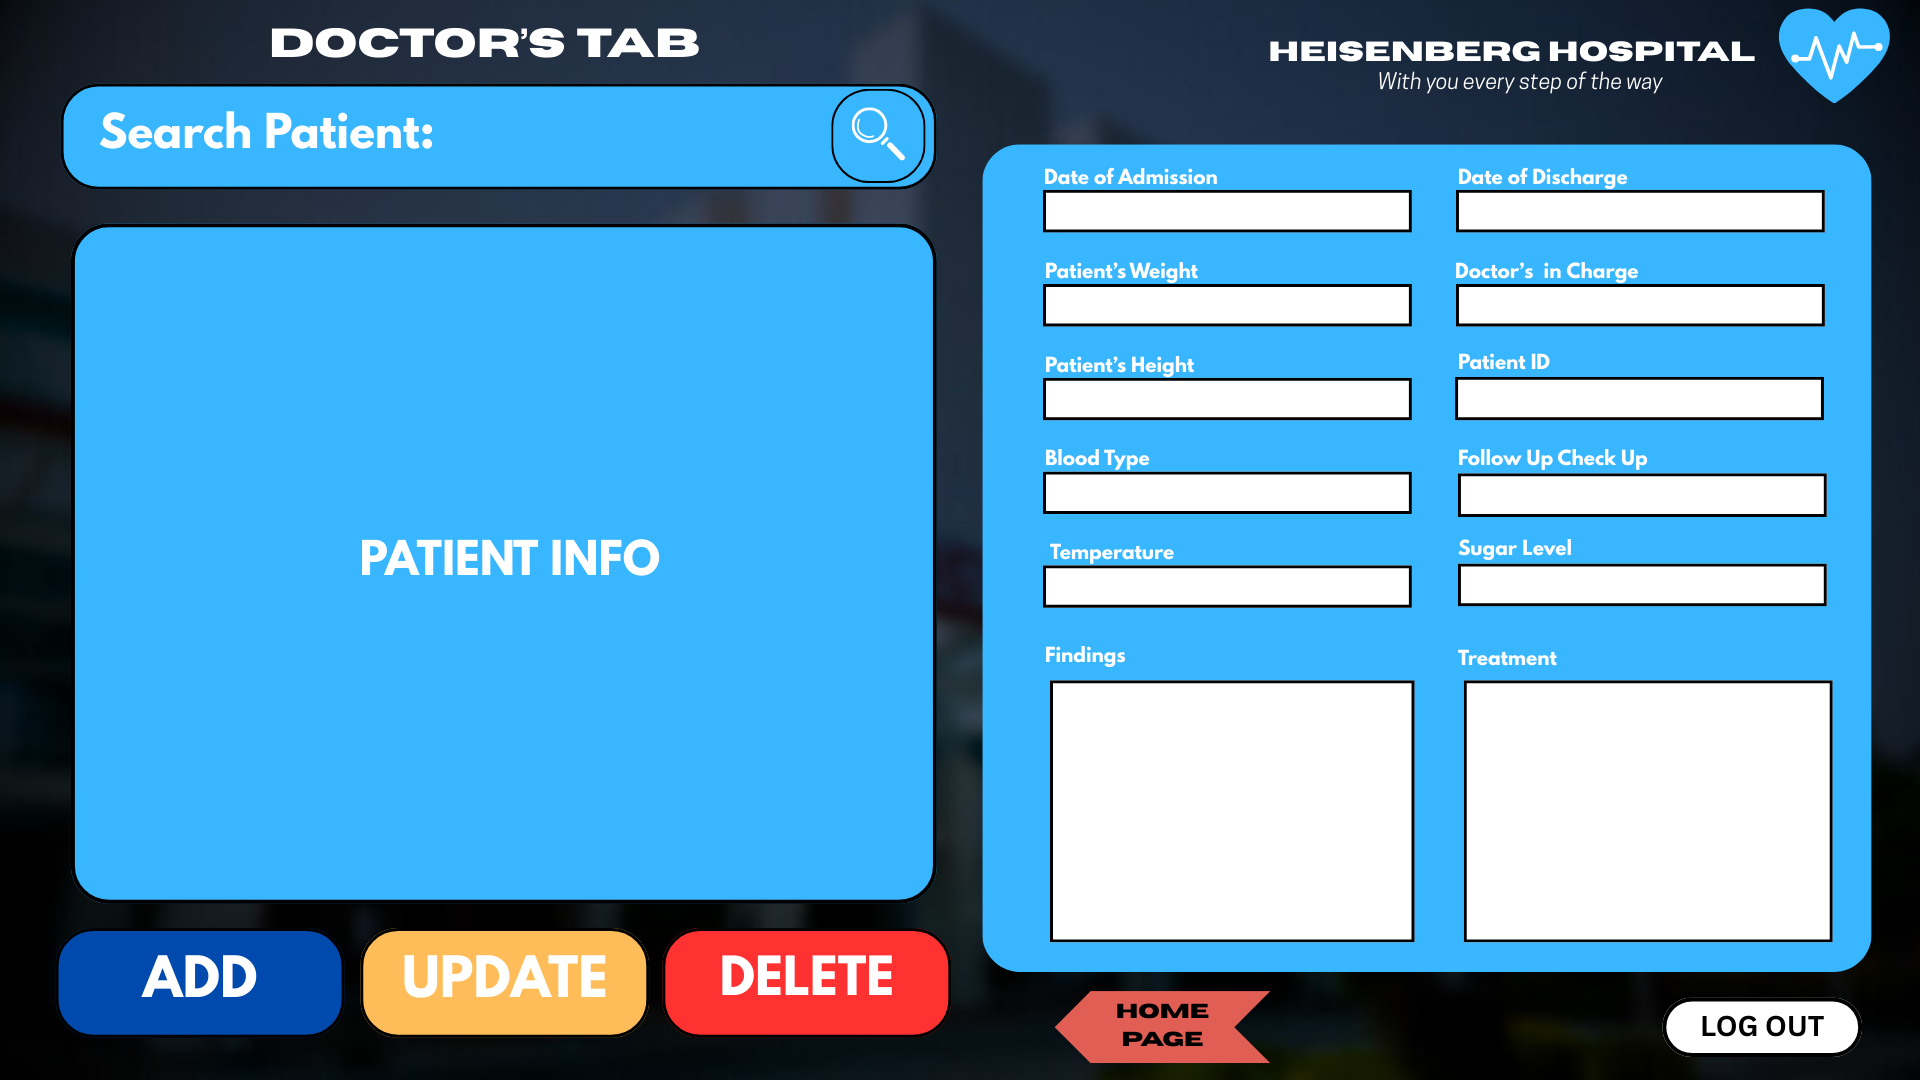 DOCTOR'S TAB
HEISENBERG HOSPITAL
With you every step of the way
Search Patient:
PATIENT INFO
ADD
UPDATE
DELETE
Date of Admission
Date of Discharge
Patient's Weight
Doctor's  in Charge
Patient's Height
Patient ID
Blood Type
Follow Up Check Up
Temperature
Sugar Level
Findings
Treatment
HOME
PAGE
LOG OUT